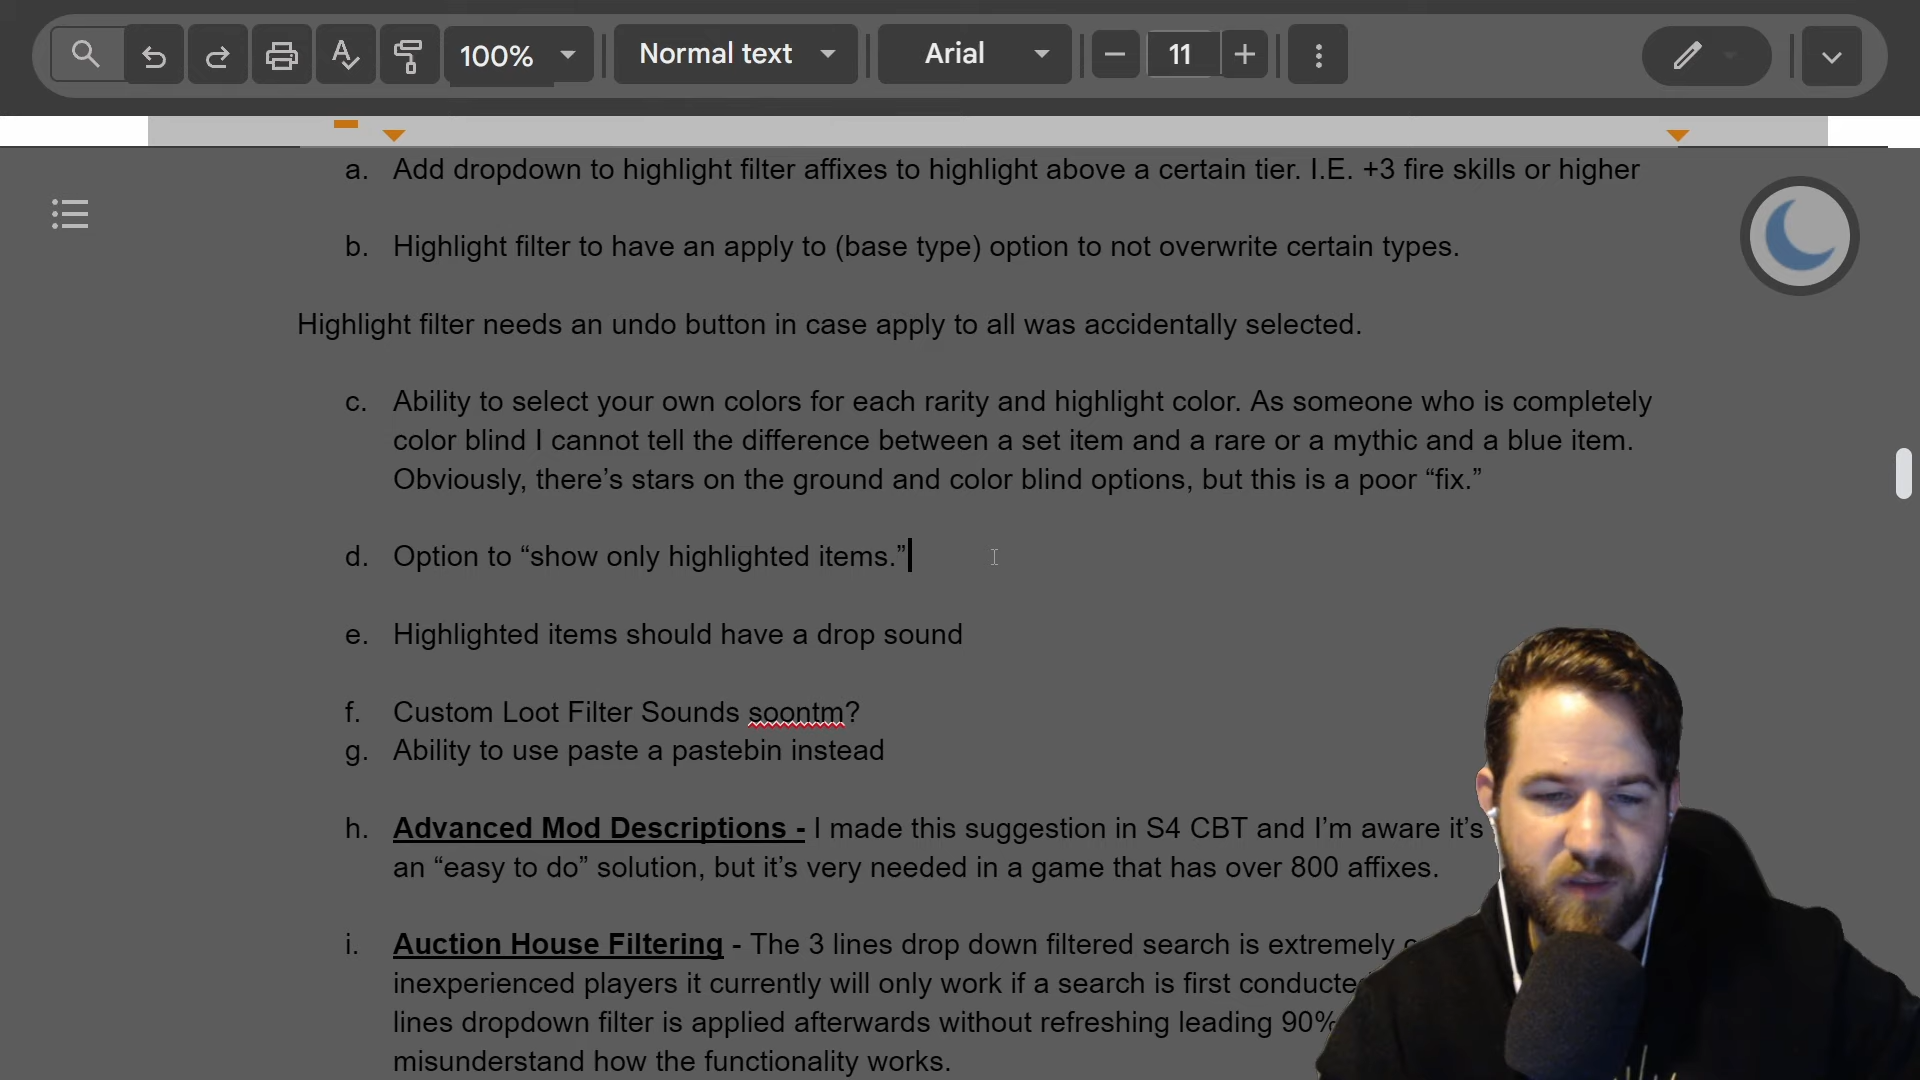 100%
Normal text
Arial
11
a. Add dropdown to highlight filter affixes to highlight above a certain tier. I.E. +3 fire skills or higher
b. Highlight filter to have an apply to (base type) option to not overwrite certain types.
Highlight filter needs an undo button in case apply to all was accidentally selected.
c. Ability to select your own colors for each rarity and highlight color. As someone who is completely
color blind I cannot tell the difference between a set item and a rare or a mythic and a blue item.
Obviously, there’s stars on the ground and color blind options, but this is a poor “fix.”
d. Option to “show only highlighted items.”
e. Highlighted items should have a drop sound
f. Custom Loot Filter Sounds soontm?
g. Ability to use paste a pastebin instead
h. Advanced Mod Descriptions - I made this suggestion in S4 CBT and I’m aware it’s
an “easy to do” solution, but it’s very needed in a game that has over 800 affixes.
i. Auction House Filtering - The 3 lines drop down filtered search is extremely
inexperienced players it currently will only work if a search is first
lines dropdown filter is applied afterwards without refreshing leading 90%
misunderstand how the functionality works.